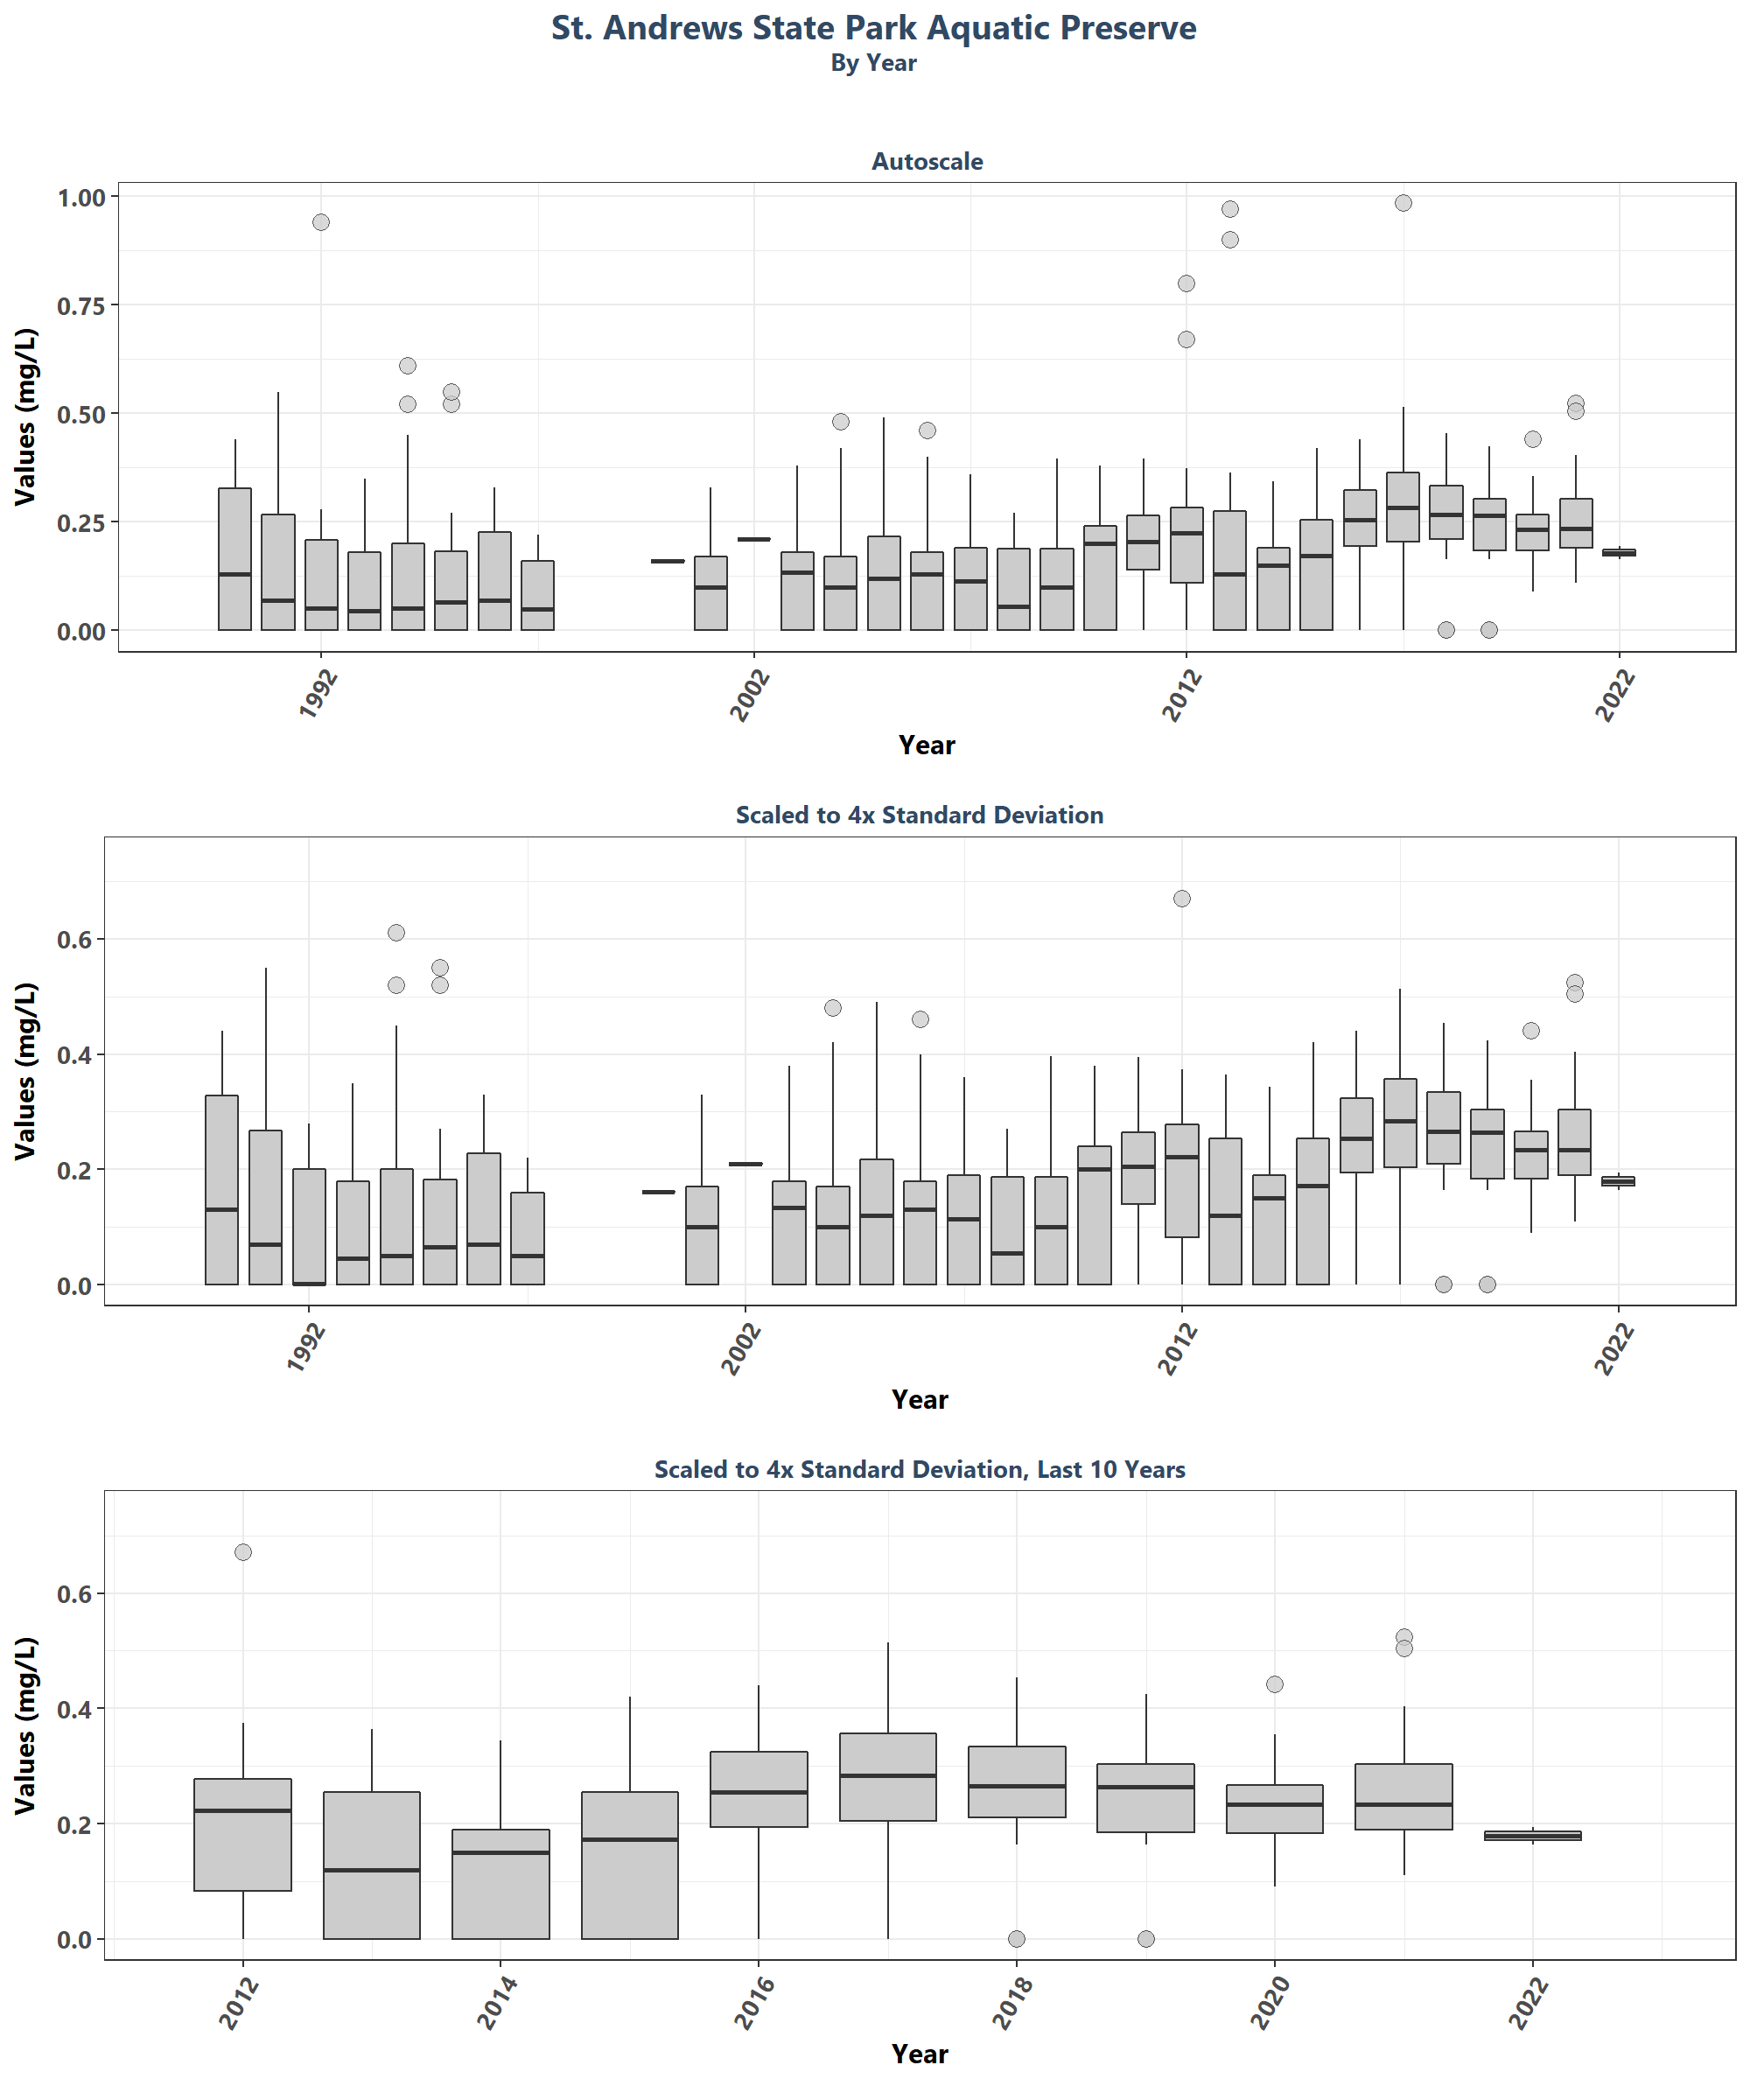 St. Andrews State Park Aquatic Preserve
By Year
Autoscale
Values (mg/L)
1.00
0.75
0.50
0.25
0.00
1992
2002
2012
2022
Year
Scaled to 4x Standard Deviation
Values (mg/L)
0.6
0.4
0.2
0.0
1992
2002
2012
2022
Year
Scaled to 4x Standard Deviation, Last 10 Years
Values (mg/L)
0.6
0.4
0.2
0.0
2012
2014
2016
2018
2020
2022
Year